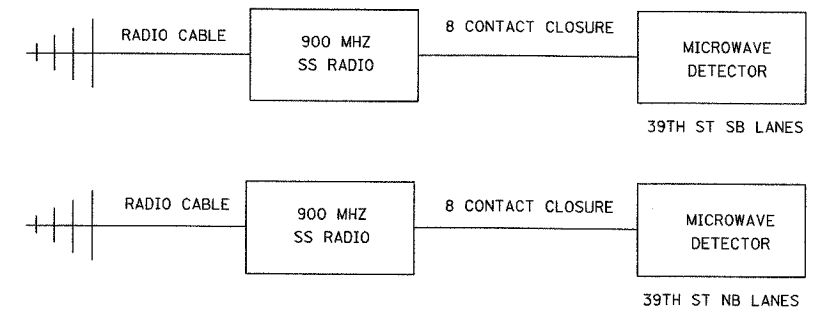 RADIO CABLE
900 MHZ
SS RADIO
8 CONTACT CLOSURE
MICROWAVE
DETECTOR
39TH ST SB LANES
RADIO CABLE
900 MHZ
SS RADIO
8 CONTACT CLOSURE
MICROWAVE
DETECTOR
39TH ST NB LANES